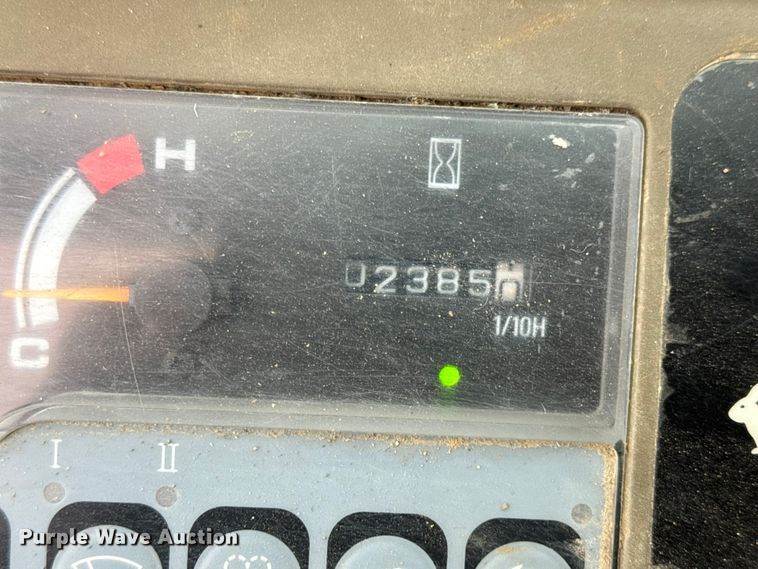 H
02385
1/10H
C
I II
Purple Wave Auction